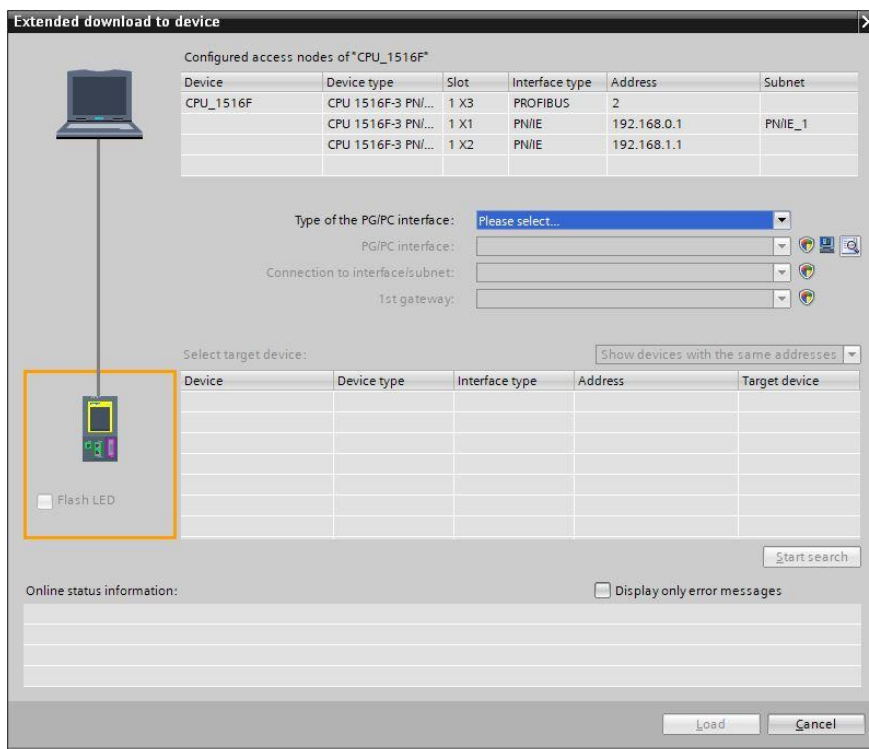 Extended download to device
Configured access nodes of "CPU_1516F"
Device Device type Slot Interface type Address Subnet
CPU_1516F CPU 1516F-3 PN/... 1 X3 PROFIBUS 2
CPU 1516F-3 PN/... 1 X1 PN/IE 192.168.0.1 PN/IE_1
CPU 1516F-3 PN/... 1 X2 PN/IE 192.168.1.1
Type of the PG/PC interface: Please select...
PG/PC interface:
Connection to interface/subnet:
1st gateway:
Select target device: Show devices with the same addresses
Device Device type Interface type Address Target device
Flash LED
Start search
Online status information: Display only error messages
Load Cancel